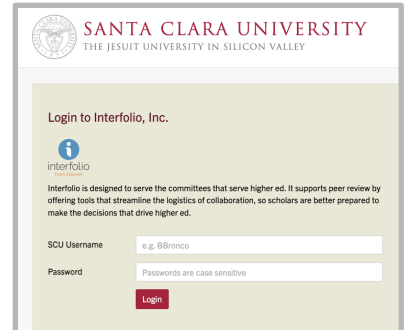 SANTA CLARA UNIVERSITY
THE JESUIT UNIVERSITY IN SILICON VALLEY
Login to Interfolio, Inc.
interfolio
from Elsevier
Interfolio is designed to serve the committees that serve higher ed. It supports peer review by
offering tools that streamline the logistics of collaboration, so scholars are better prepared to
make the decisions that drive higher ed.
SCU Username
e.g. BBronco
Password
Passwords are case sensitive
Login